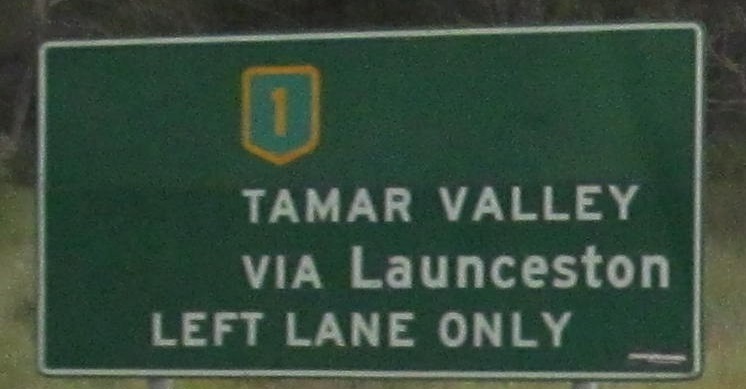 1
TAMAR VALLEY
VIA Launceston
LEFT LANE ONLY